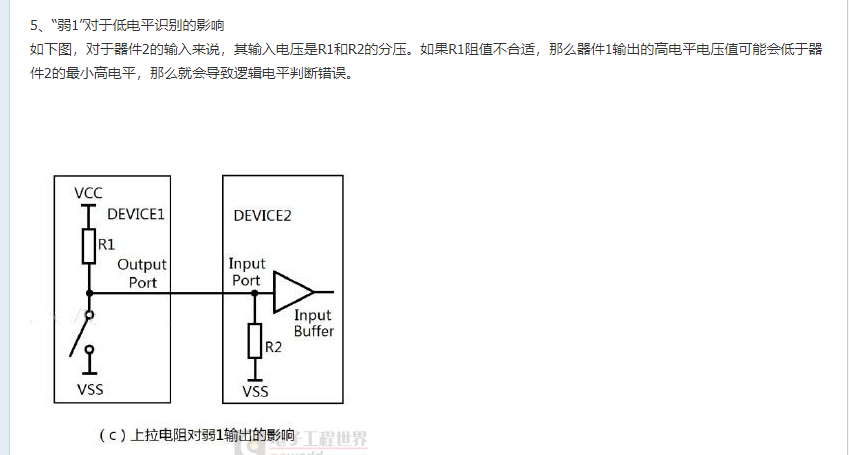 5、“弱1”对于低电平识别的影响
如下图，对于器件2的输入来说，其输入电压是R1和R2的分压。如果R1阻值不合适，那么器件1输出的高电平电压值可能会低于器
件2的最小高电平，那么就会导致逻辑电平判断错误。
VCC
DEVICE1
DEVICE2
R1
Output
Port
Input
Port
Input
Buffer
R2
VSS
VSS
（c）上拉电阻对弱1输出的影响
电子工程世界